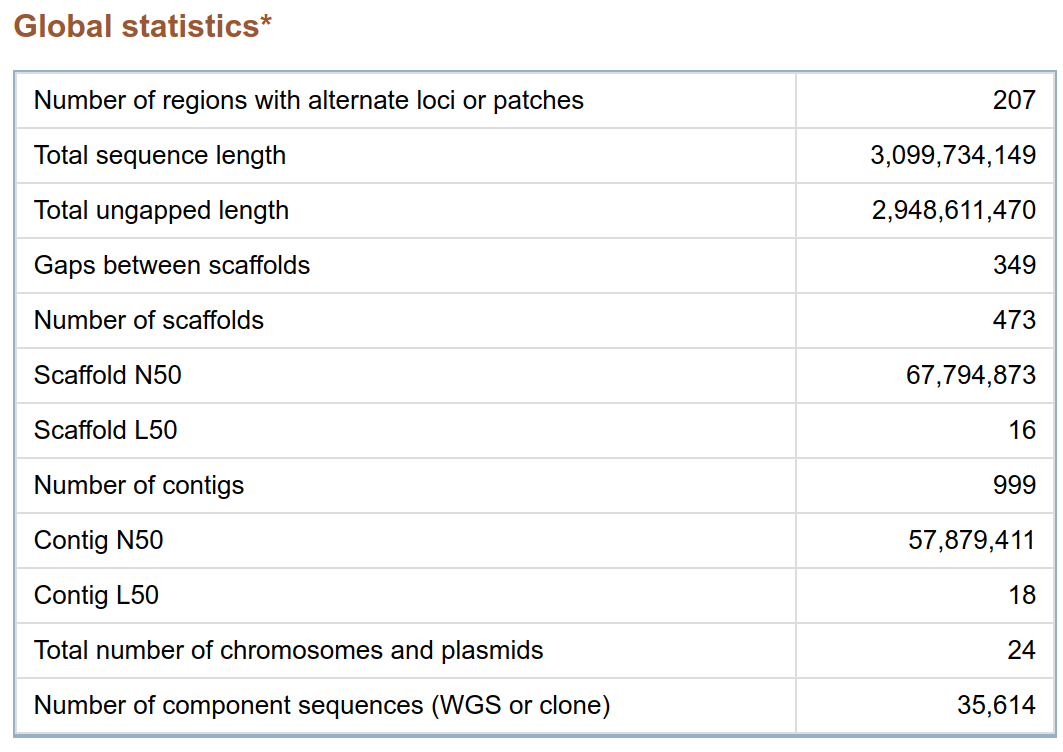 Global statistics*
Number of regions with alternate loci or patches 207
Total sequence length 3,099,734,149
Total ungapped length 2,948,611,470
Gaps between scaffolds 349
Number of scaffolds 473
Scaffold N50 67,794,873
Scaffold L50 16
Number of contigs 999
Contig N50 57,879,411
Contig L50 18
Total number of chromosomes and plasmids 24
Number of component sequences (WGS or clone) 35,614